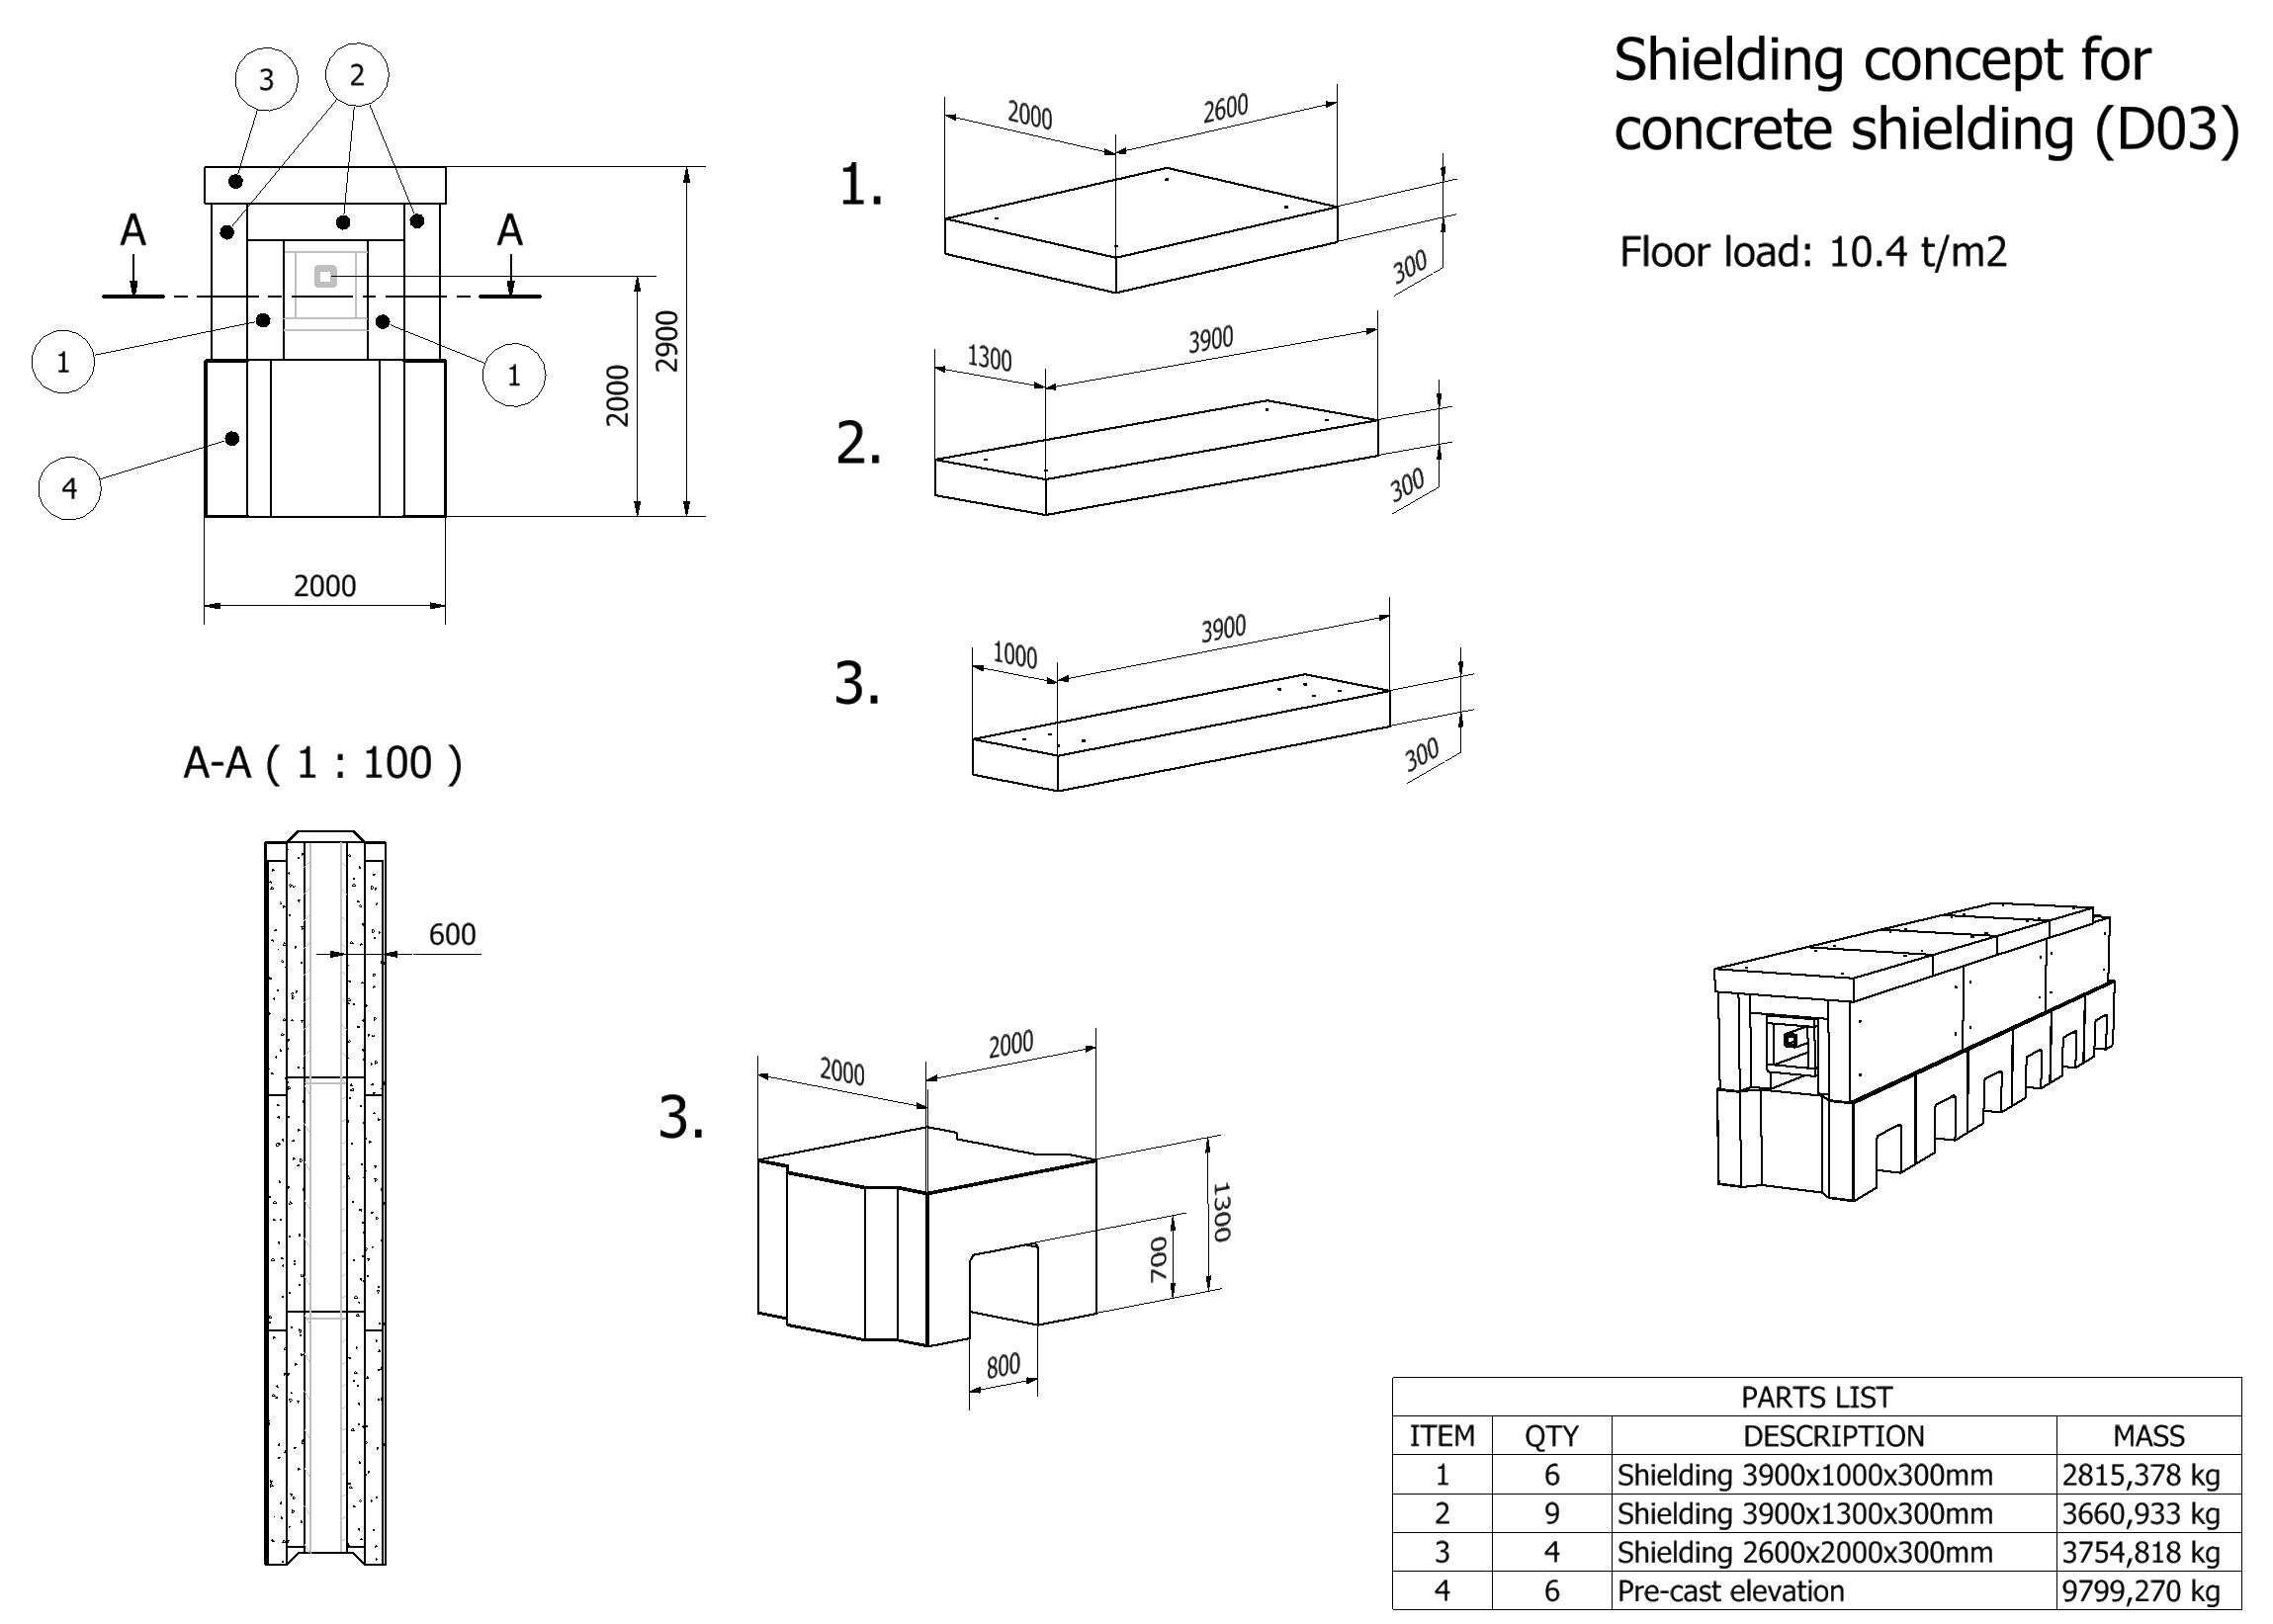 Shielding concept for
concrete shielding (D03)
Floor load: 10.4 t/m2
3
2
A
A
1
1
4
2000
2900
2000
1.
2000
2600
300
2.
1300
3900
300
3.
1000
3900
300
A-A ( 1 : 100 )
600
3.
2000
2000
1300
700
800
PARTS LIST
ITEM QTY DESCRIPTION MASS
1 6 Shielding 3900x1000x300mm 2815,378 kg
2 9 Shielding 3900x1300x300mm 3660,933 kg
3 4 Shielding 2600x2000x300mm 3754,818 kg
4 6 Pre-cast elevation 9799,270 kg